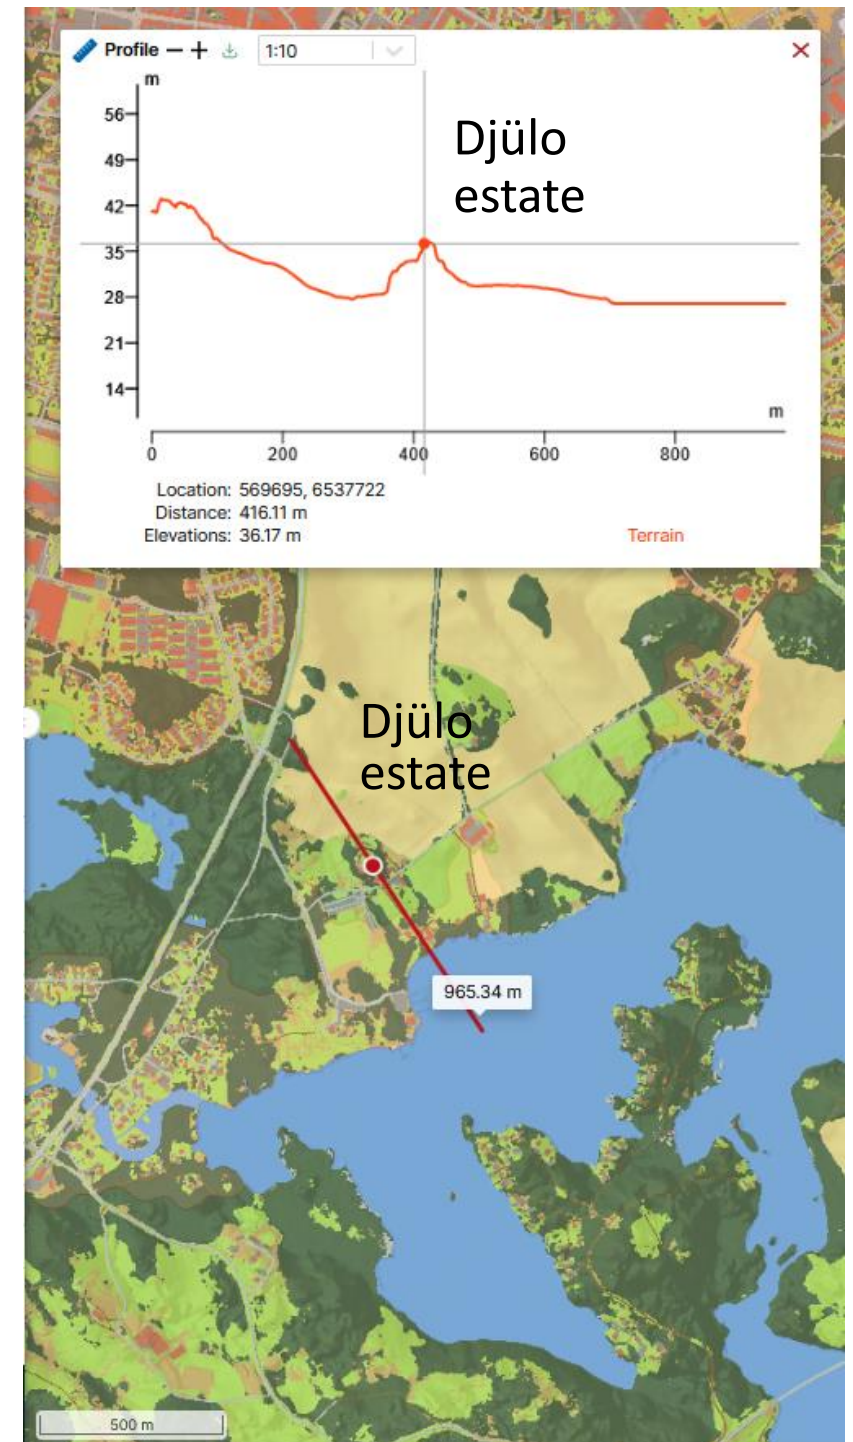 Profile
1:10
m
Djülo
estate
56
49
42
35
28
21
14
m
0 200 400 600 800
Location: 569695, 6537722
Distance: 416.11 m
Elevations: 36.17 m
Terrain
Djülo
estate
965.34 m
500 m